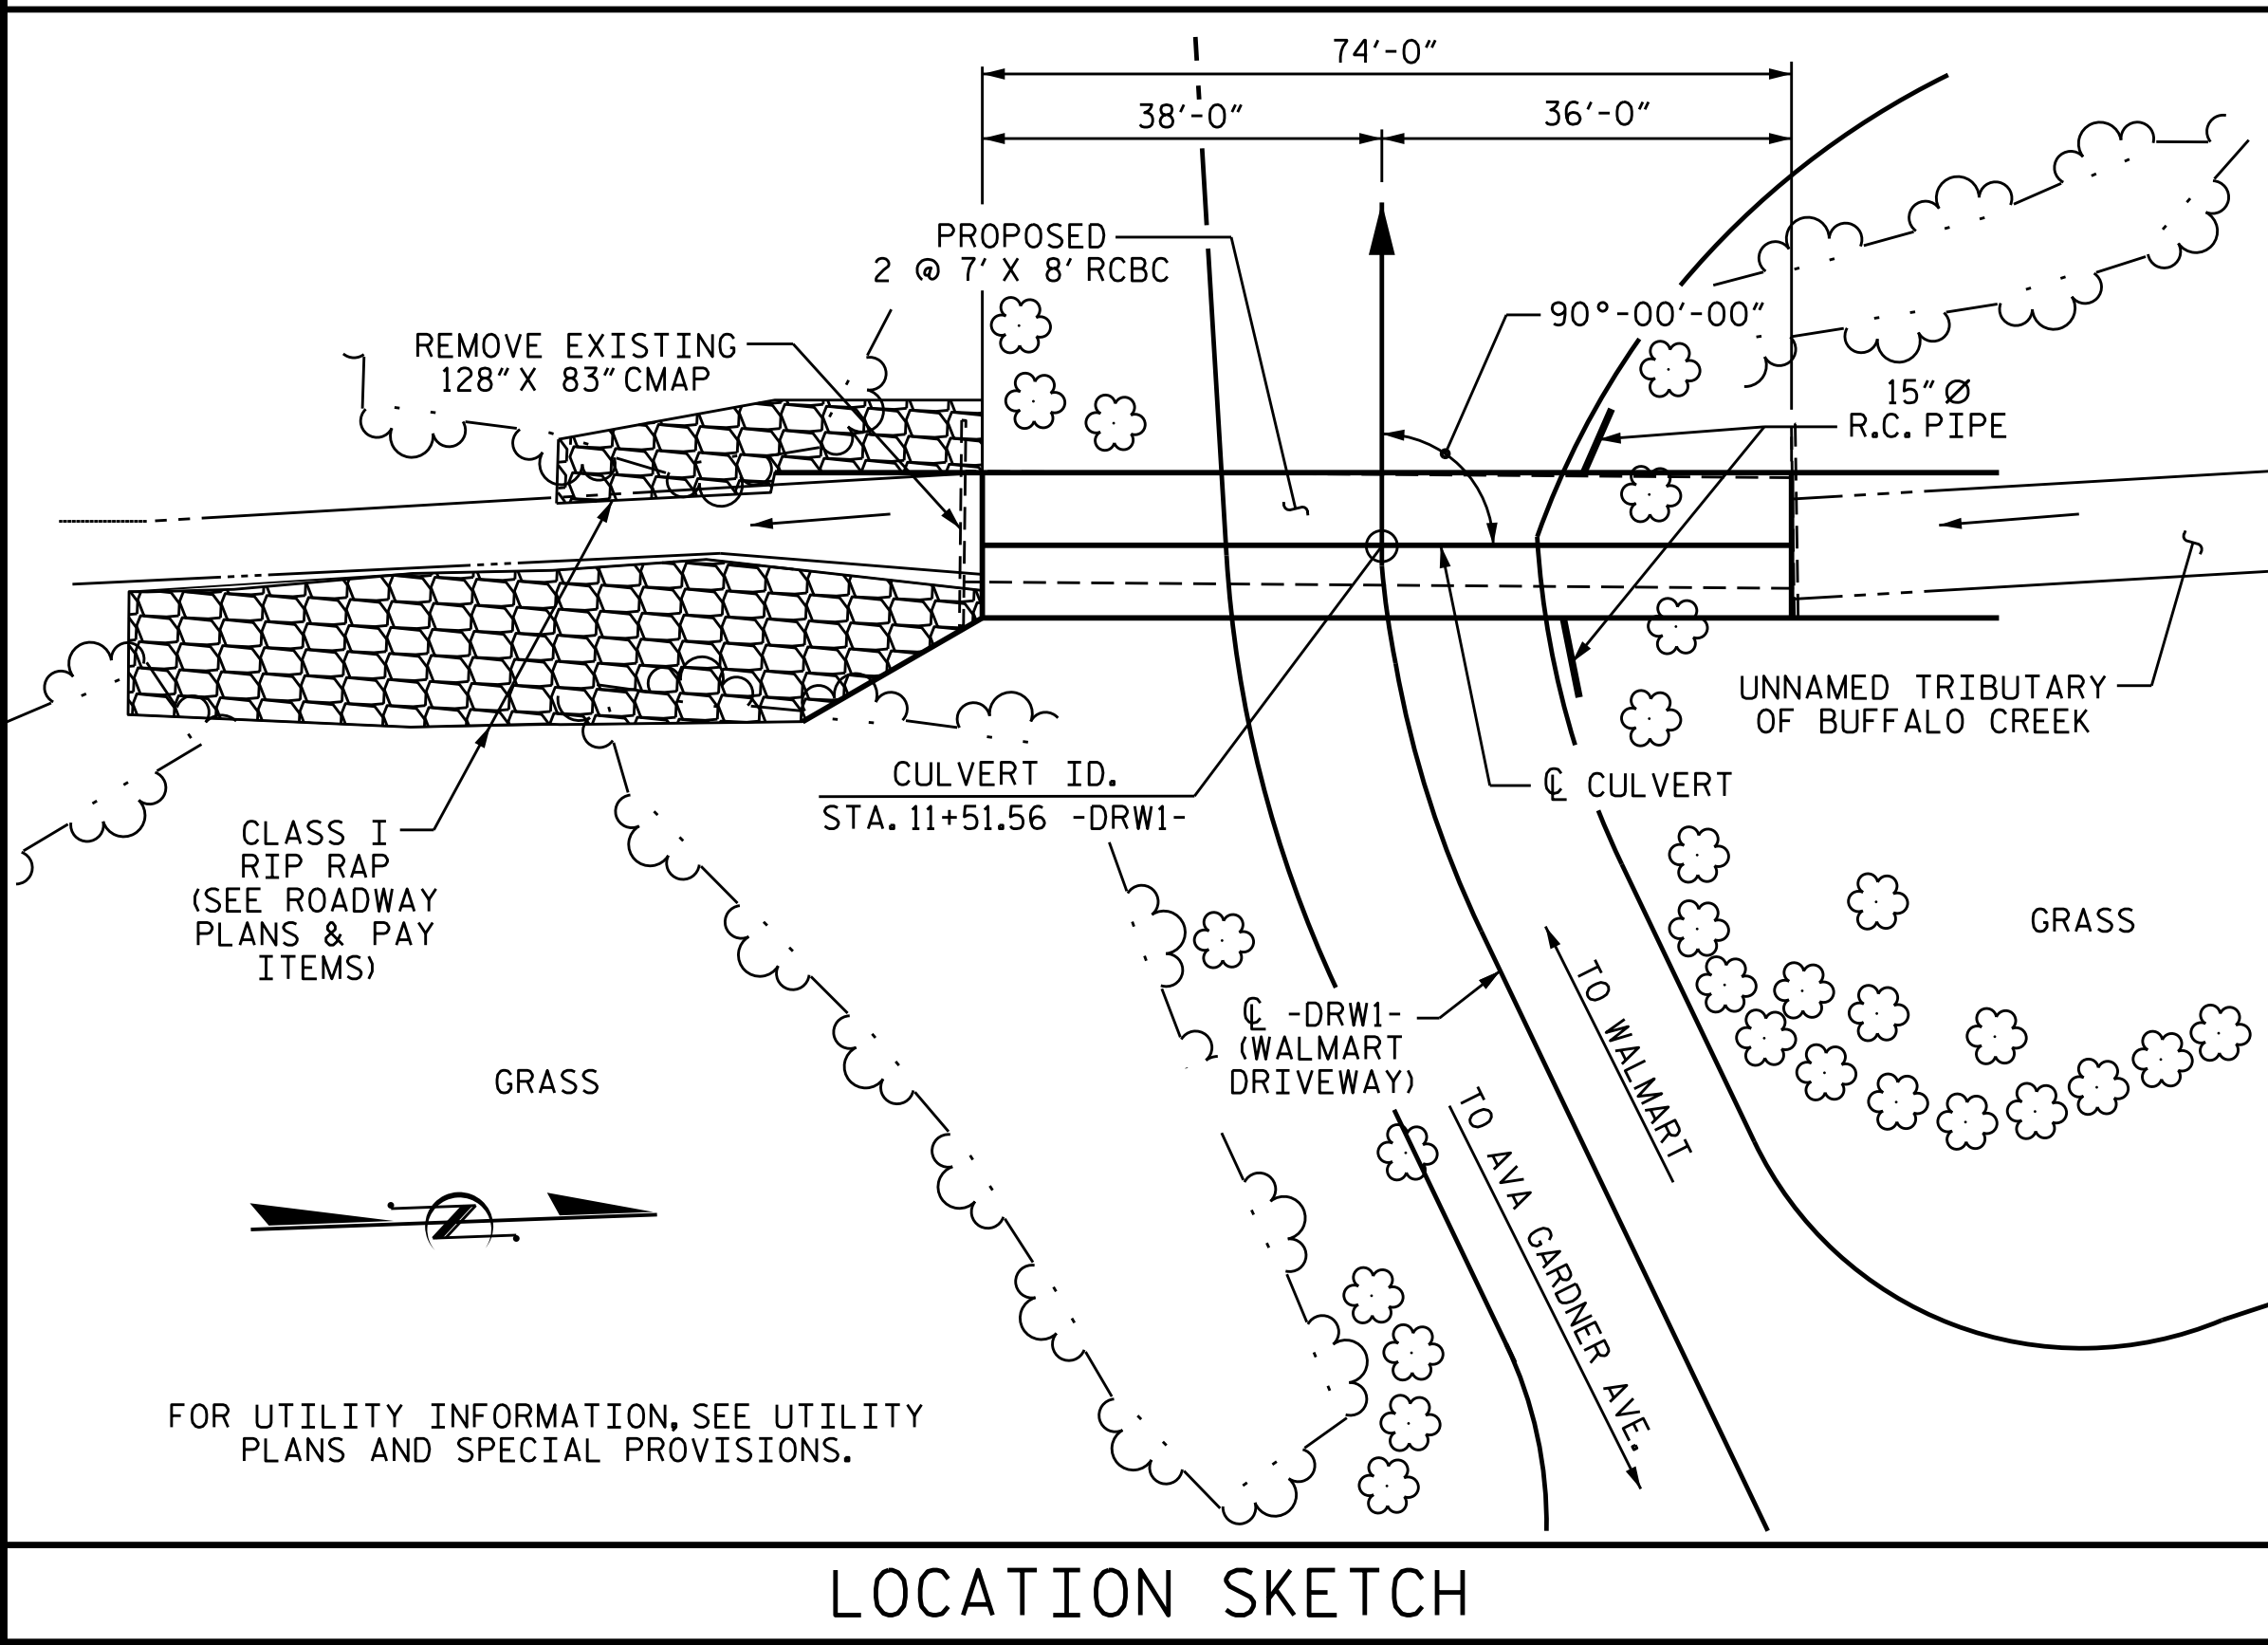 74'-0"
38'-0"
36'-0"
PROPOSED
2 @ 7' X 8' RCBC
90°-00'-00"
REMOVE EXISTING
128" X 83" CMAP
15" Ø
R.C. PIPE
UNNAMED TRIBUTARY
OF BUFFALO CREEK
CULVERT ID.
STA. 11+51.56 -DRW1-
℄ CULVERT
CLASS I
RIP RAP
(SEE ROADWAY
PLANS & PAY
ITEMS)
GRASS
℄ -DRW1-
(WALMART
DRIVEWAY)
TO WALMART
TO AVA GARDNER AVE.
GRASS
Z
FOR UTILITY INFORMATION, SEE UTILITY
PLANS AND SPECIAL PROVISIONS.
LOCATION SKETCH